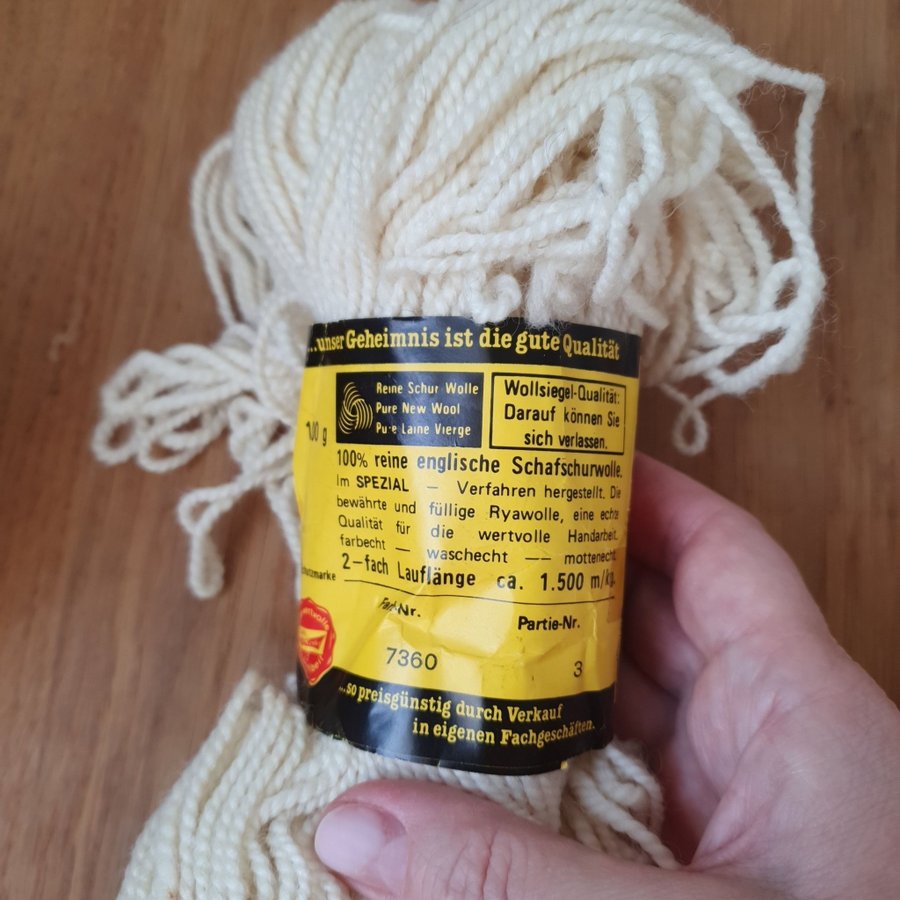 ...unser Geheimnis ist die gute Qualität
Reine Schur Wolle
Pure New Wool
Pure Laine Vierge
Wollsiegel-Qualität:
Darauf können Sie
sich verlassen.
g
100% reine englische Schafschurwolle.
Im SPEZIAL — Verfahren hergestellt. Die
bewährte und füllige Ryawolle, eine echte
Qualität für die wertvolle Handarbeit.
farbecht — waschecht —— mottenecht
2-fach Lauflänge ca. 1.500 m/kg.
Farb-Nr.
Partie-Nr.
7360
3
...so preisgünstig durch Verkauf
in eigenen Fachgeschäften.